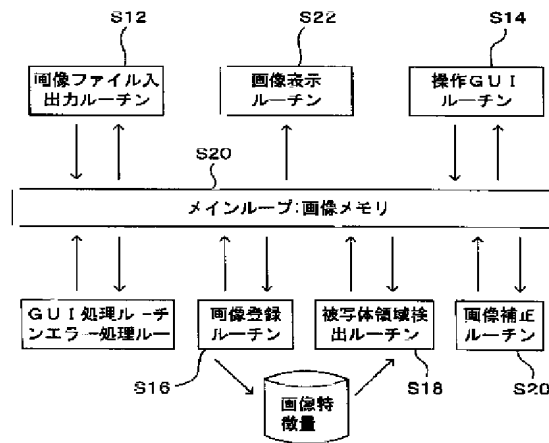 S12
S22
S14
画像ファイル入
出力ルーチン
画像表示
ルーチン
操作GUI
ルーチン
S20
メインループ:画像メモリ
GUI処理ルーチ
ンエラー処理ルー
画像登録
ルーチン
被写体領域検
出ルーチン
画像補正
ルーチン
S16
S18
S20
画像特
徴量